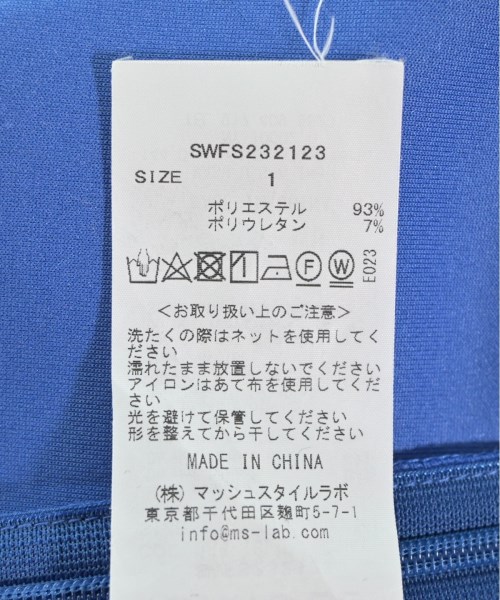 SWFS232123
SIZE 1
ポリエステル 93%
ポリウレタン 7%
F W E023
＜お取り扱い上のご注意＞
洗たくの際はネットを使用してく
ださい
濡れたまま放置しないでください
アイロンはあて布を使用してくだ
さい
光を避けて保管してください
形を整えてから干してください
MADE IN CHINA
(株) マッシュスタイルラボ
東京都千代田区麹町5-7-1
info@ms-lab.com